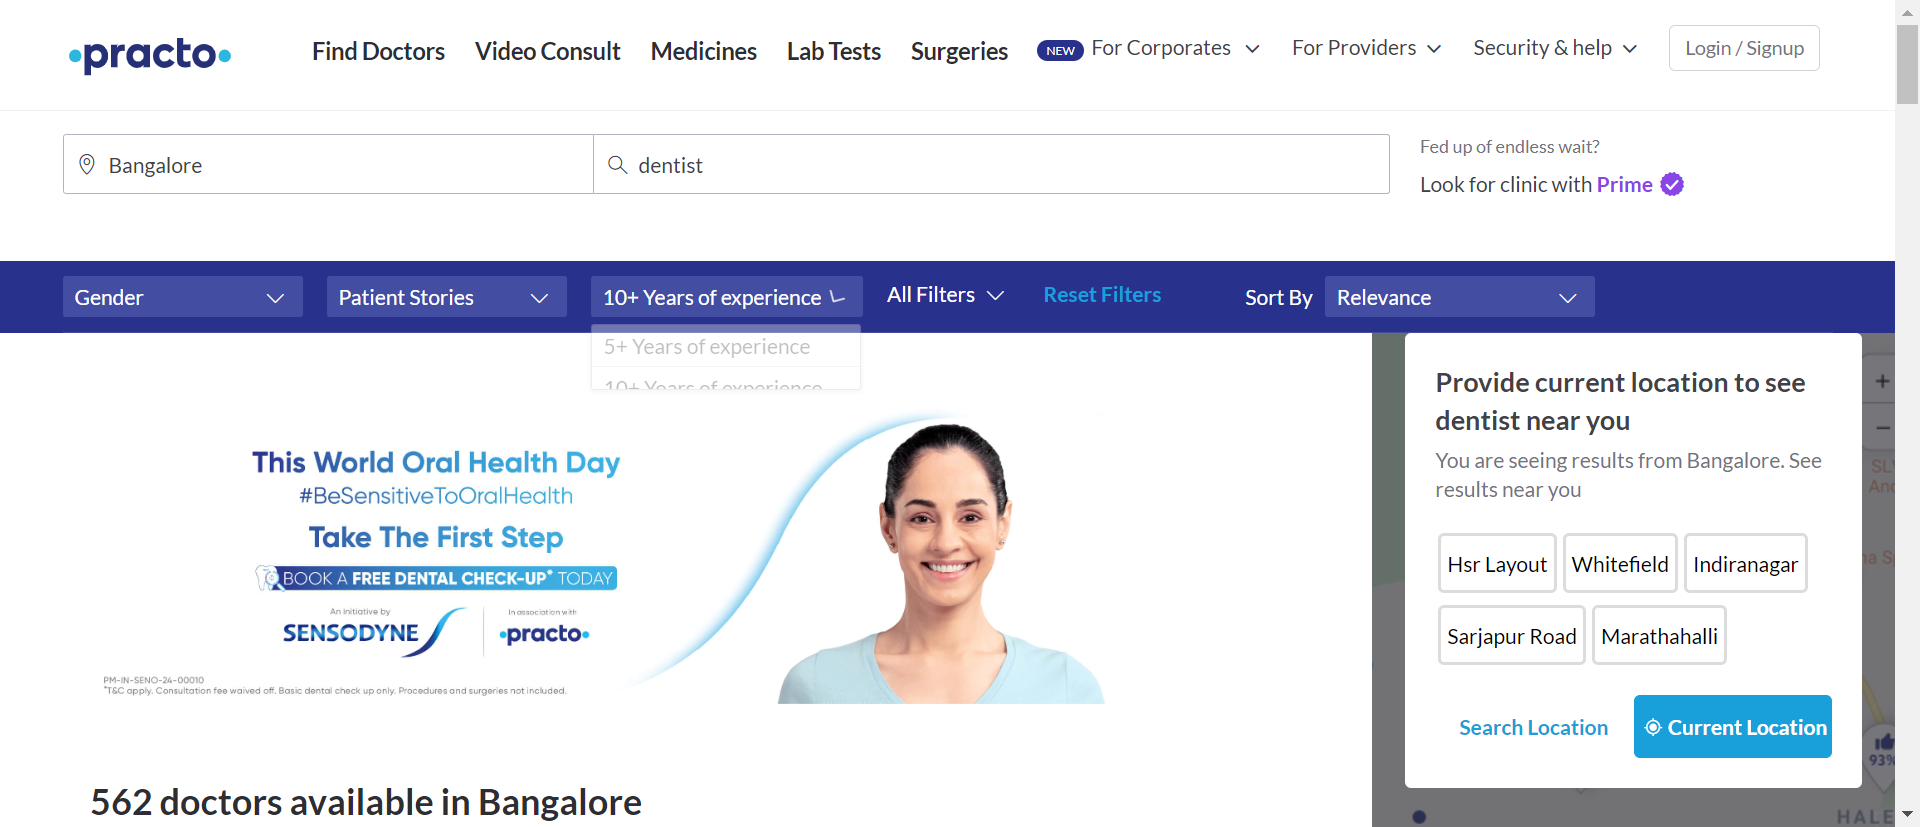 practo
Find Doctors
Video Consult
Medicines
Lab Tests
Surgeries
NEW
For Corporates
For Providers
Security & help
Login / Signup
Bangalore
dentist
Fed up of endless wait?
Look for clinic with Prime
Gender
Patient Stories
10+ Years of experience
All Filters
Reset Filters
Sort By
Relevance
5+ Years of experience
10+ Years of experience
This World Oral Health Day
#BeSensitiveToOralHealth
Take The First Step
BOOK A FREE DENTAL CHECK-UP* TODAY
An initiative by
SENSODYNE
In association with
practo
PM-IN-SENO-24-00010
*T&C apply. Consultation fee waived off. Basic dental check up only. Procedures and surgeries not included.
562 doctors available in Bangalore
Provide current location to see
dentist near you
You are seeing results from Bangalore. See
results near you
Hsr Layout
Whitefield
Indiranagar
Sarjapur Road
Marathahalli
Search Location
Current Location
+
−
93%